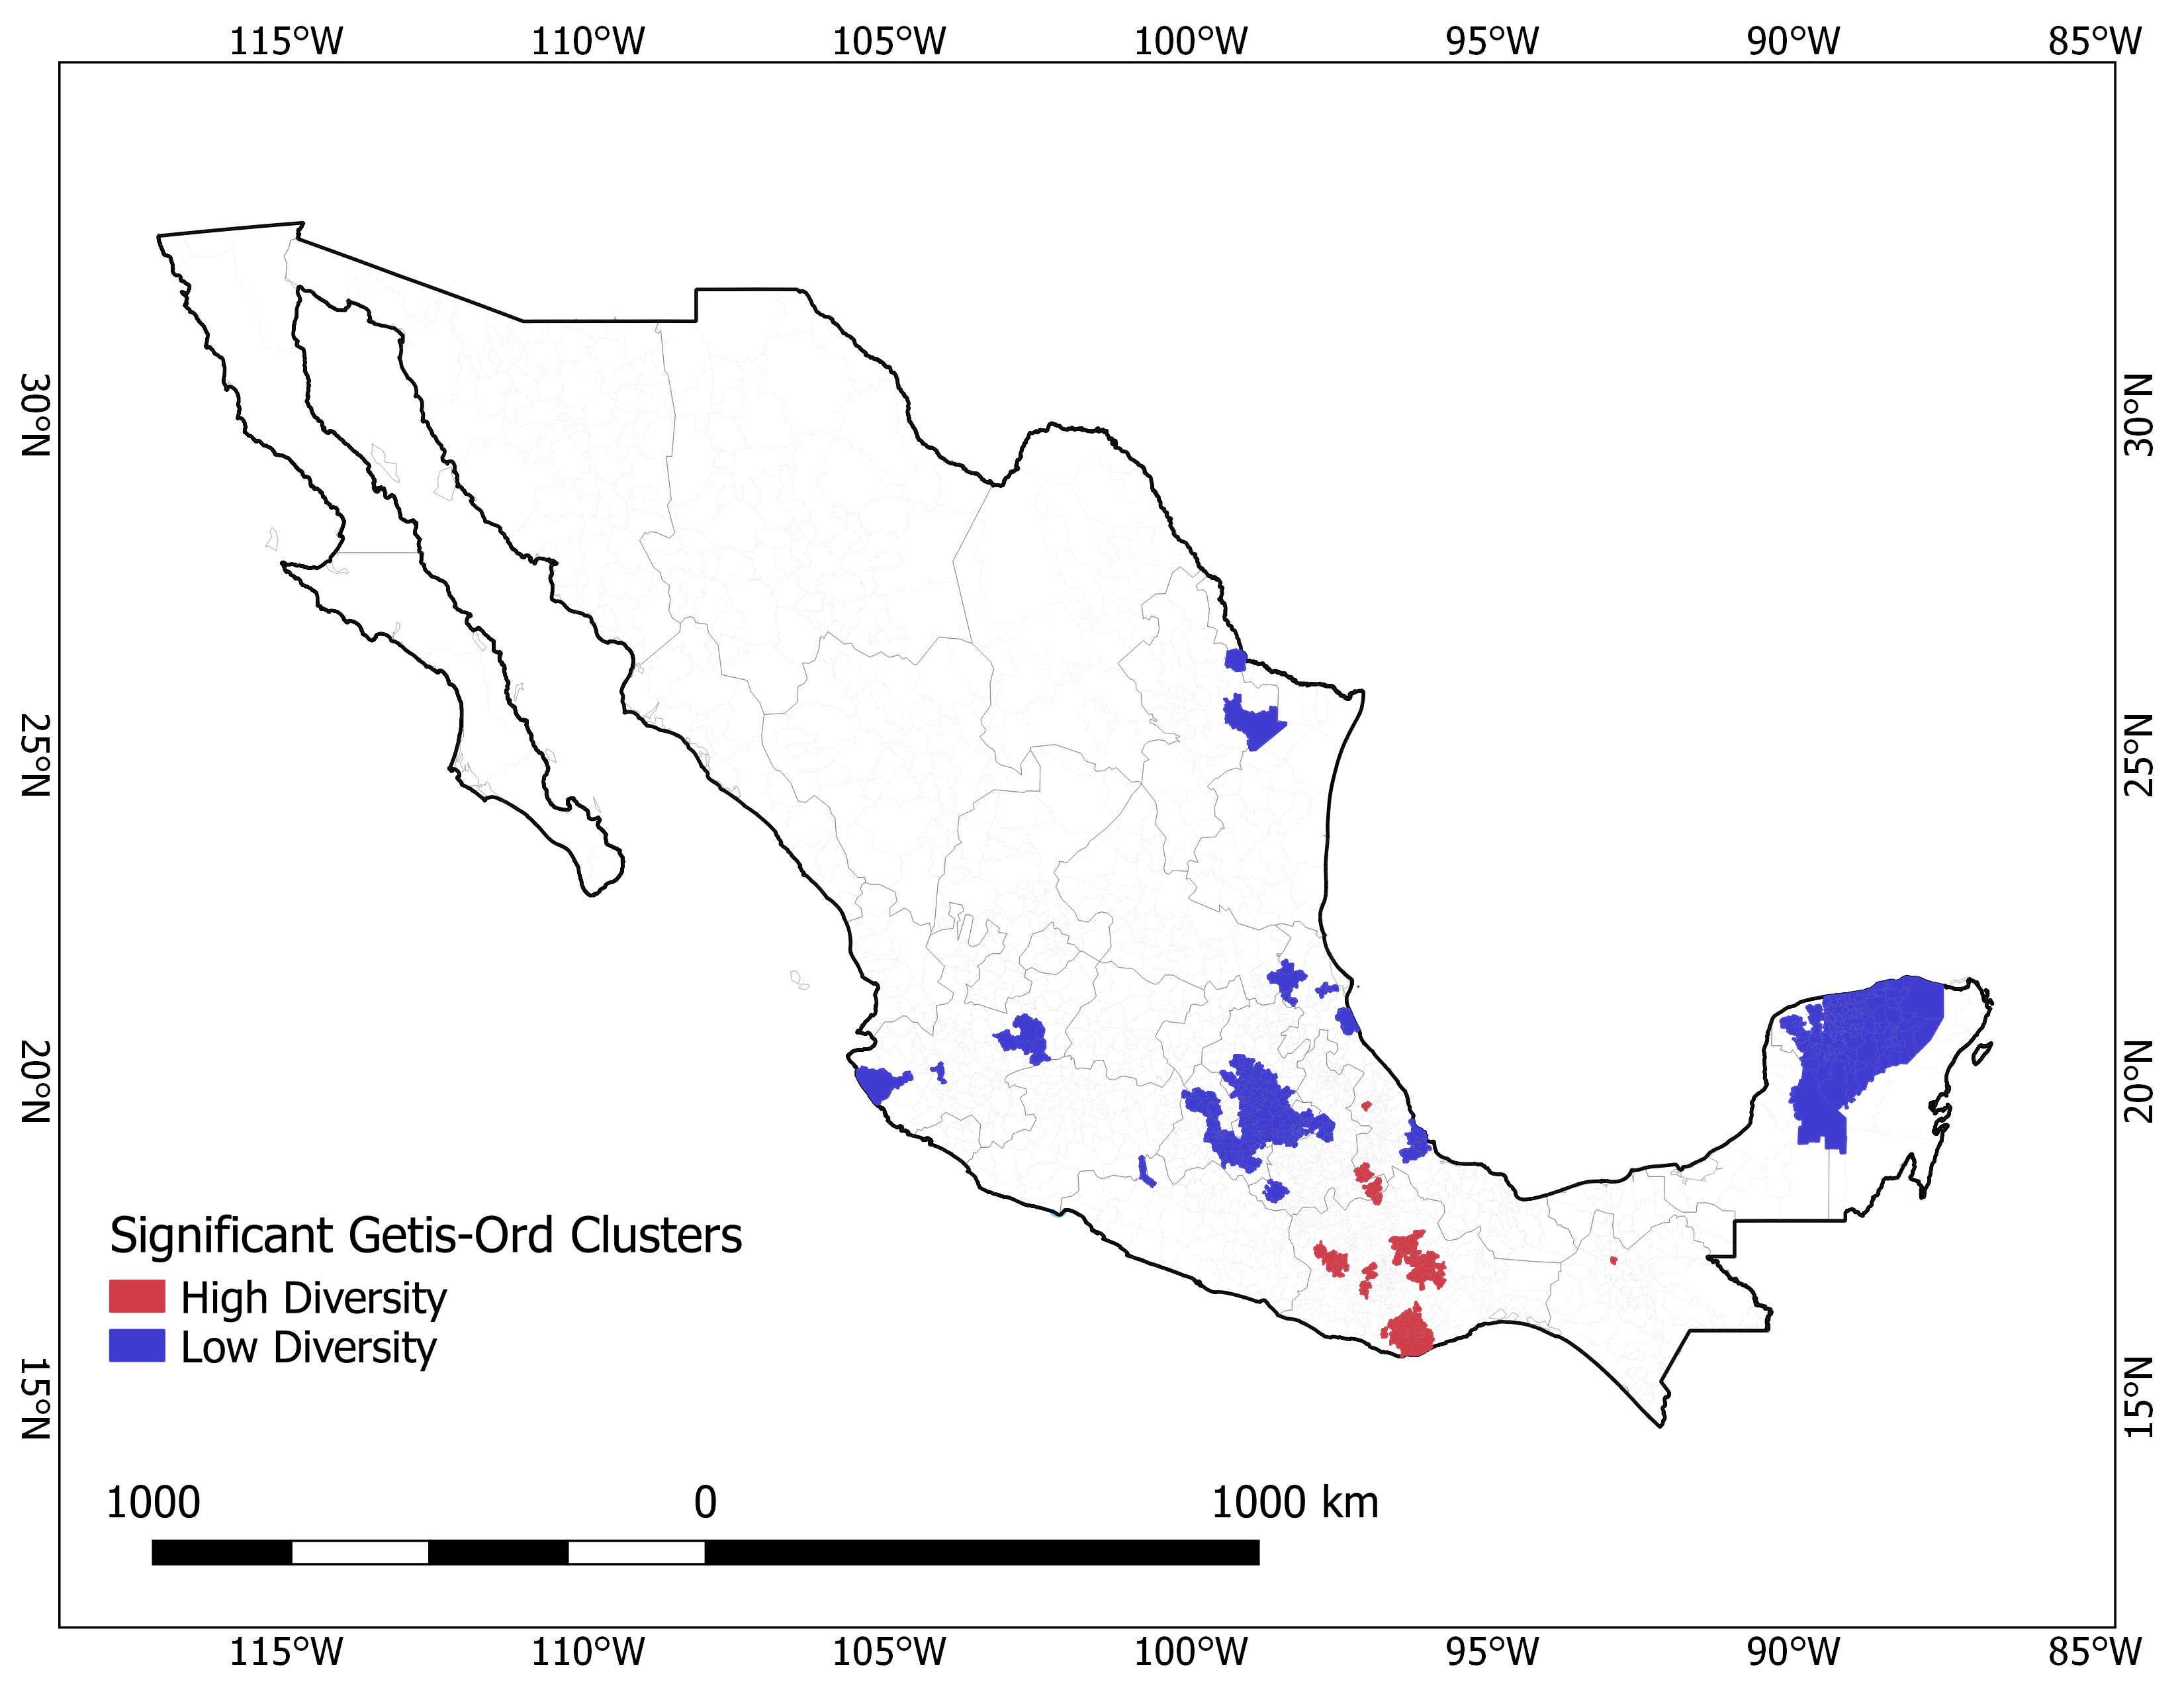 115°W 110°W 105°W 100°W 95°W 90°W 85°W
30°N 30°N
25°N 25°N
20°N 20°N
Significant Getis-Ord Clusters
High Diversity
Low Diversity
15°N 15°N
1000 0 1000 km
115°W 110°W 105°W 100°W 95°W 90°W 85°W